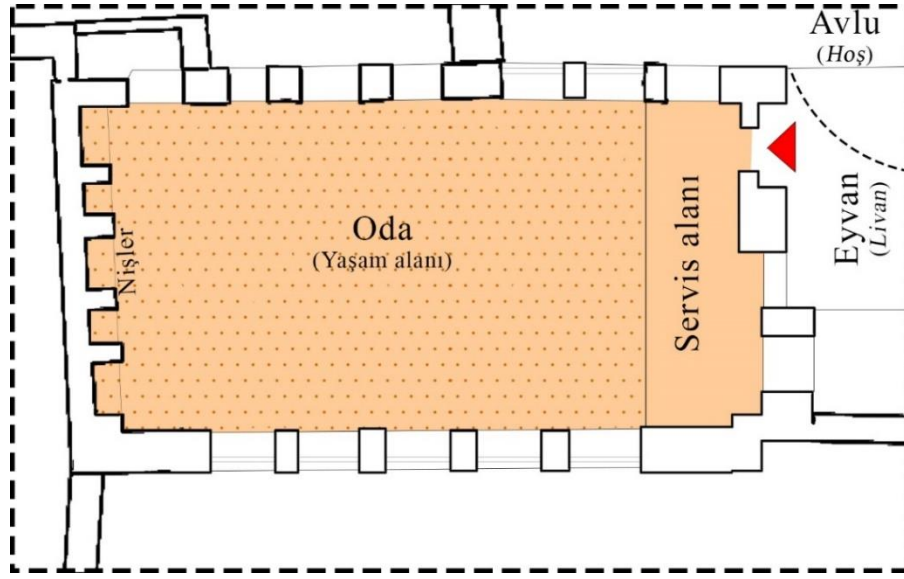 Avlu
(Hoş)
Oda
(Yaşam alanı)
Nişler
Servis alanı
Eyvan
(Livan)